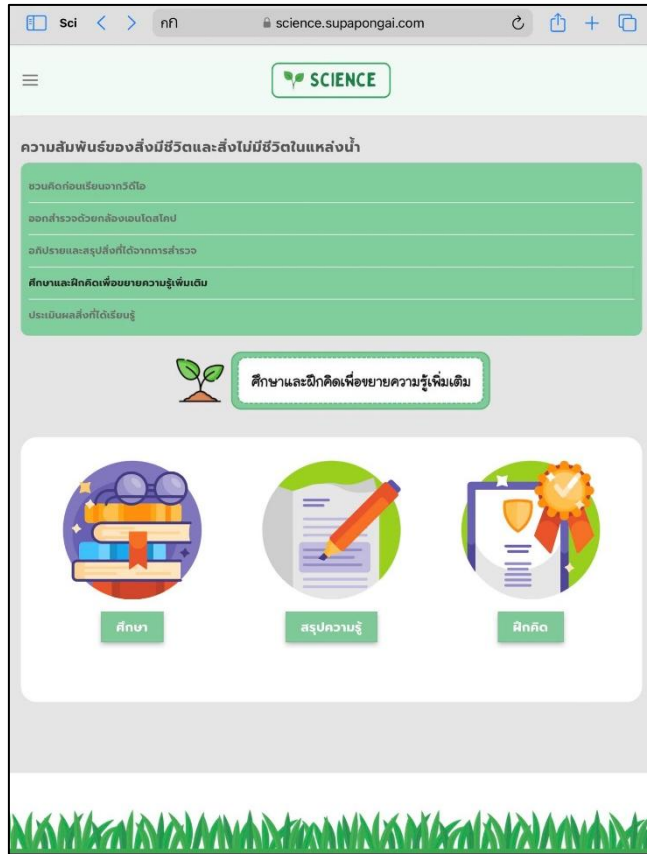 Sci กก science.supapongai.com
SCIENCE
ความสัมพันธ์ของสิ่งมีชีวิตและสิ่งไม่มีชีวิตในแหล่งน้ำ
ชวนคิดก่อนเรียนจากวิดีโอ
ออกสำรวจด้วยกล้องเอนโดสโคป
อภิปรายและสรุปสิ่งที่ได้จากการสำรวจ
ศึกษาและฝึกคิดเพื่อขยายความรู้เพิ่มเติม
ประเมินผลสิ่งที่ได้เรียนรู้
ศึกษาและฝึกคิดเพื่อขยายความรู้เพิ่มเติม
ศึกษา
สรุปความรู้
ฝึกคิด